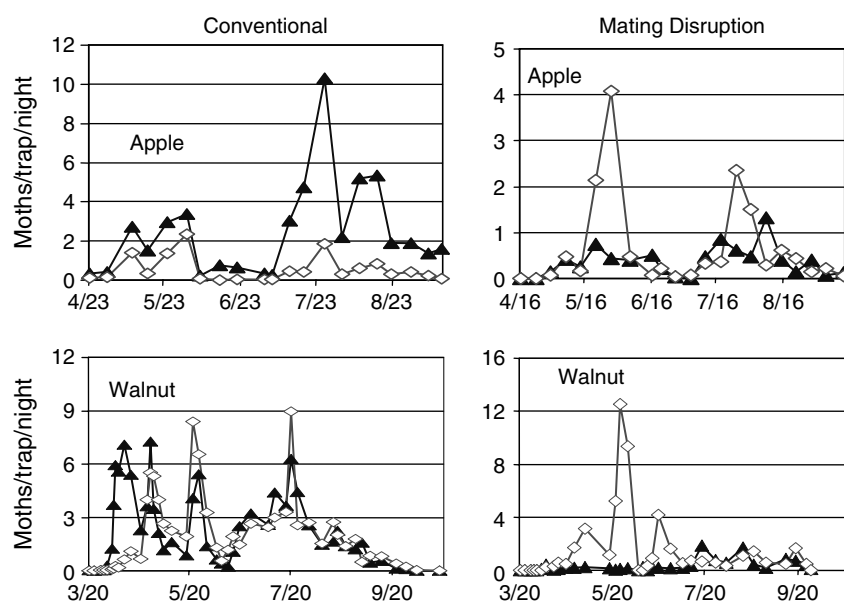 Conventional
Mating Disruption
Moths/trap/night
12
10
8
6
4
2
0
Apple
4/23 5/23 6/23 7/23 8/23
5
4
3
2
1
0
Apple
4/16 5/16 6/16 7/16 8/16
Moths/trap/night
12
9
6
3
0
Walnut
3/20 5/20 7/20 9/20
16
12
8
4
0
Walnut
3/20 5/20 7/20 9/20